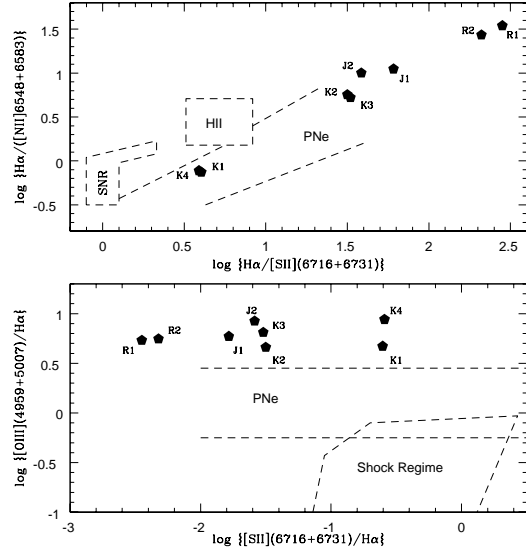 log {Hα/([NII]6548+6583)}
1.5
1
0.5
0
-0.5
R2
R1
J2
J1
K2
K3
HII
PNe
K4
K1
SNR
0
0.5
1
1.5
2
2.5
log {Hα/[SII](6716+6731)}
log {[OIII](4959+5007)/Hα}
1
0.5
0
-0.5
-1
R1
R2
J2
K3
J1
K2
K4
K1
PNe
Shock Regime
-3
-2
-1
0
log {[SII](6716+6731)/Hα}